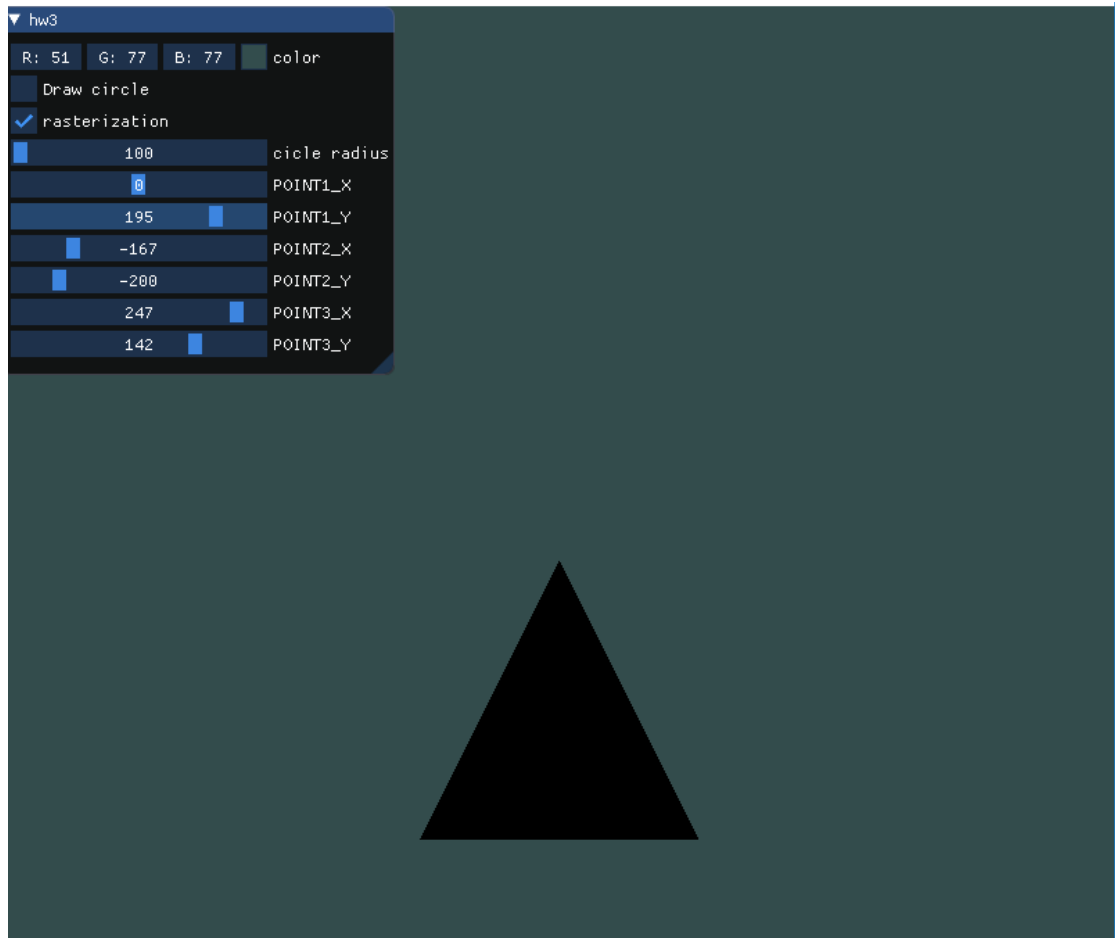 hw3
R: 51 G: 77 B: 77 color
Draw circle
rasterization
100 cicle radius
0 POINT1_X
195 POINT1_Y
-167 POINT2_X
-200 POINT2_Y
247 POINT3_X
142 POINT3_Y